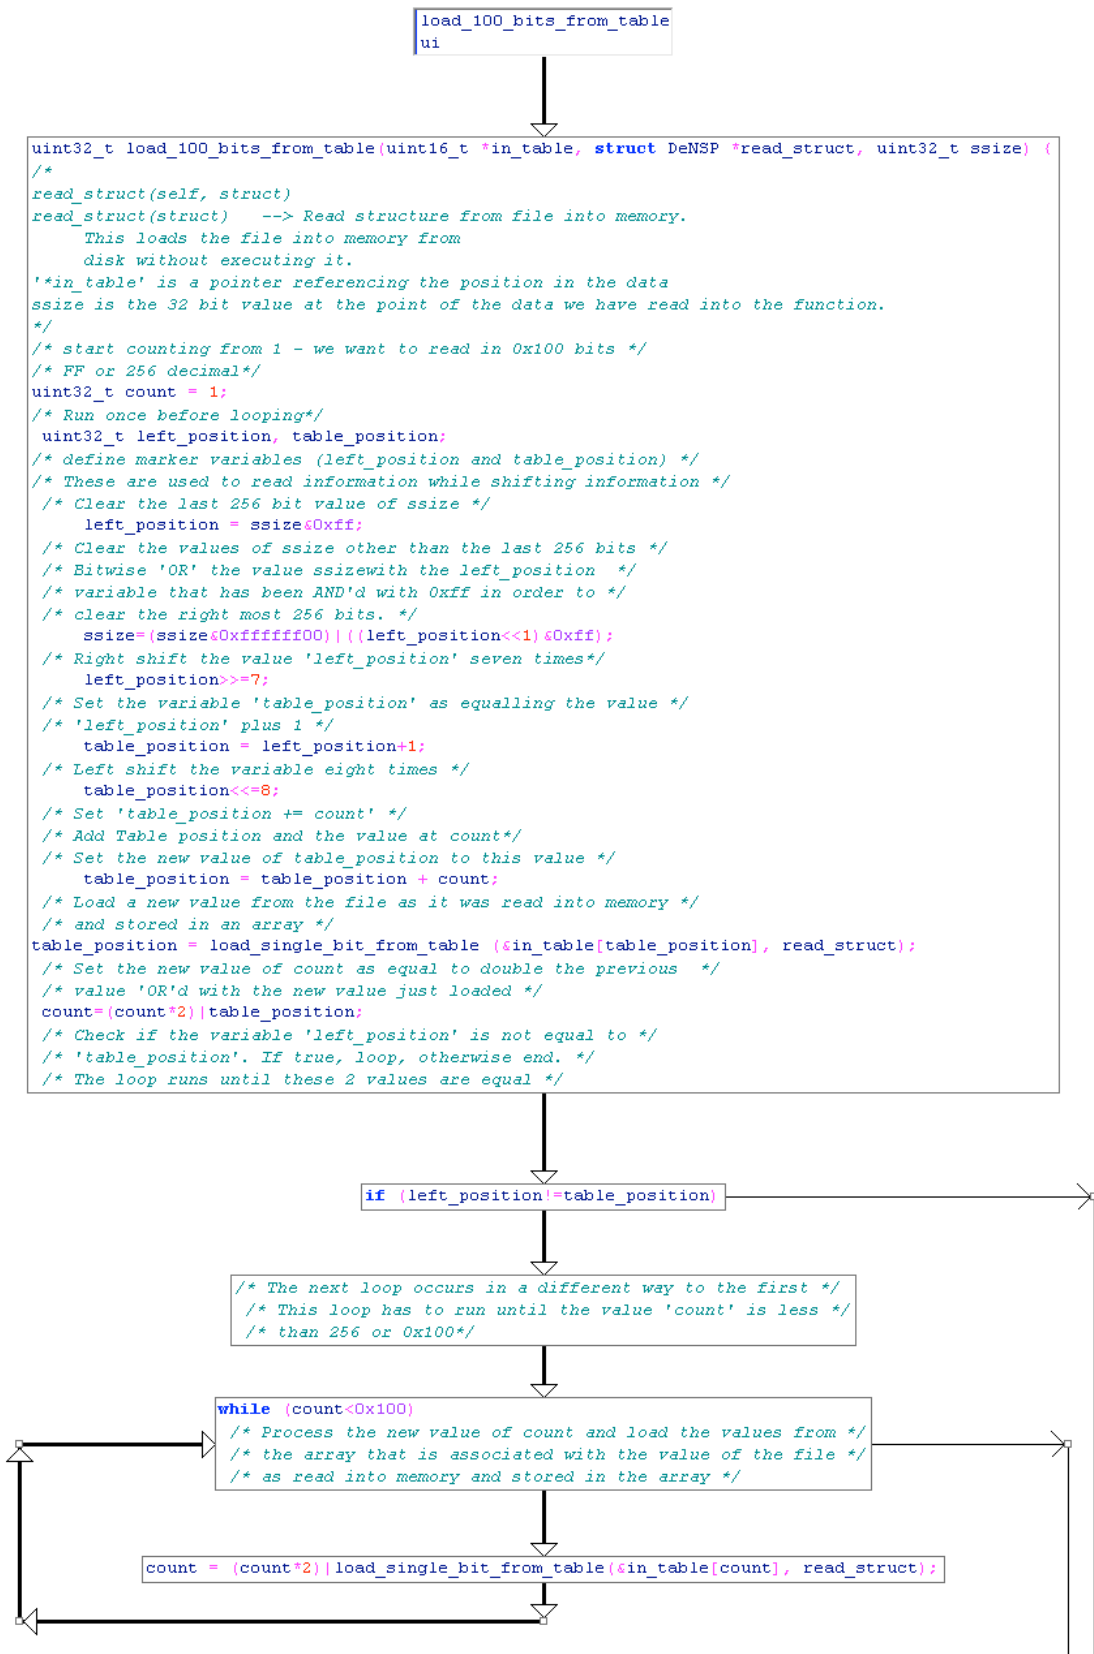 load_100_bits_from_table
ui
uint32_t load_100_bits_from_table(uint16_t *in_table, struct DeNSP *read_struct, uint32_t ssize) {
/*
read_struct(self, struct)
read_struct(struct)   --> Read structure from file into memory.
This loads the file into memory from
disk without executing it.
'*in_table' is a pointer referencing the position in the data
ssize is the 32 bit value at the point of the data we have read into the function.
*/
/* start counting from 1 - we want to read in 0x100 bits */
/* FF or 256 decimal*/
uint32_t count = 1;
/* Run once before looping*/
uint32_t left_position, table_position;
/* define marker variables (left_position and table_position) */
/* These are used to read information while shifting information */
/* Clear the last 256 bit value of ssize */
left_position = ssize&0xff;
/* Clear the values of ssize other than the last 256 bits */
/* Bitwise 'OR' the value ssizewith the left_position  */
/* variable that has been AND'd with 0xff in order to */
/* clear the right most 256 bits. */
ssize=(ssize&0xffffff00)|((left_position<<1)&0xff);
/* Right shift the value 'left_position' seven times*/
left_position>>=7;
/* Set the variable 'table_position' as equalling the value */
/* 'left_position' plus 1 */
table_position = left_position+1;
/* Left shift the variable eight times */
table_position<<=8;
/* Set 'table_position += count' */
/* Add Table position and the value at count*/
/* Set the new value of table_position to this value */
table_position = table_position + count;
/* Load a new value from the file as it was read into memory */
/* and stored in an array */
table_position = load_single_bit_from_table (&in_table[table_position], read_struct);
/* Set the new value of count as equal to double the previous  */
/* value 'OR'd with the new value just loaded */
count=(count*2)|table_position;
/* Check if the variable 'left_position' is not equal to */
/* 'table_position'. If true, loop, otherwise end. */
/* The loop runs until these 2 values are equal */
if (left_position!=table_position)
/* The next loop occurs in a different way to the first */
/* This loop has to run until the value 'count' is less */
/* than 256 or 0x100*/
while (count<0x100)
/* Process the new value of count and load the values from */
/* the array that is associated with the value of the file */
/* as read into memory and stored in the array */
count = (count*2)|load_single_bit_from_table(&in_table[count], read_struct);